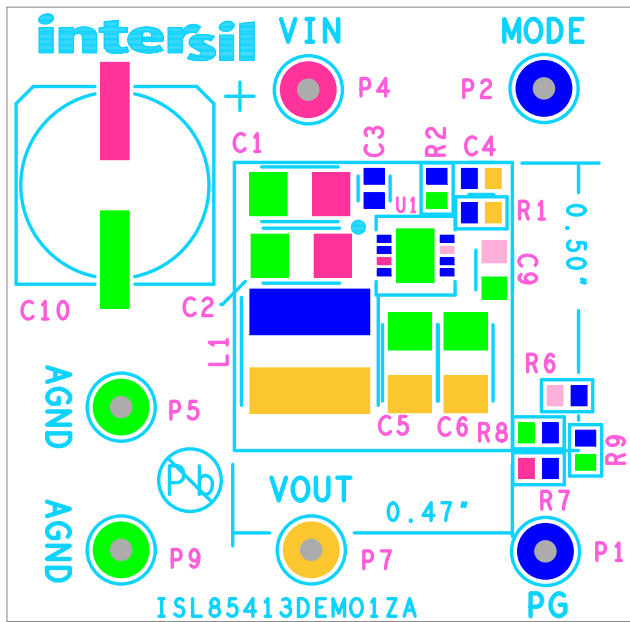 intersil
VIN
MODE
P4
P2
+
C1
C3
R2
C4
U1
R1
0.50"
C9
C10
C2
L1
R6
AGND
P5
C5
C6
R8
R9
Pb
VOUT
0.47"
R7
AGND
P9
P7
P1
ISL85413DEMO1ZA
PG